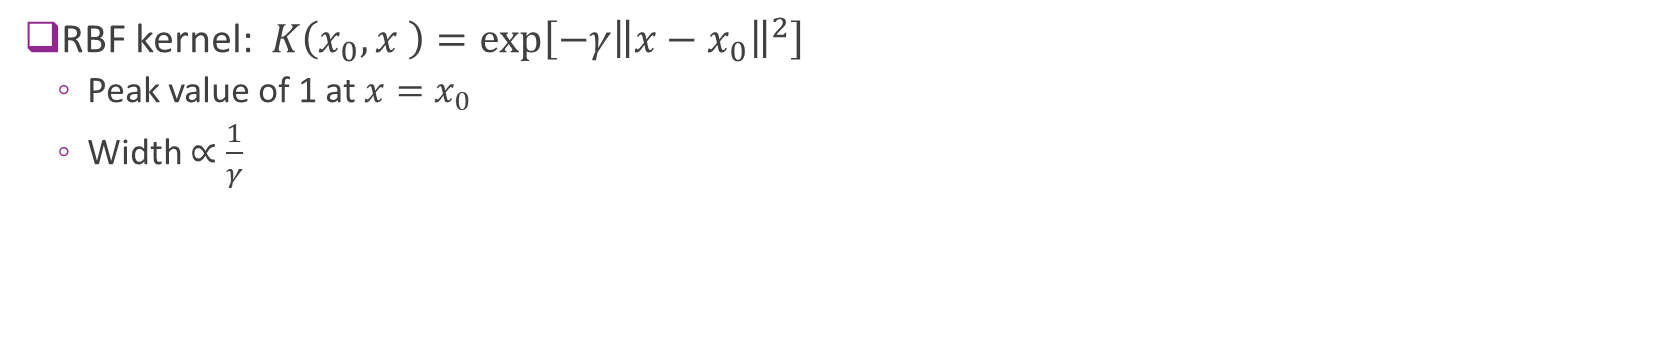 ❑RBF kernel: K(x₀, x ) = exp[−γ‖x − x₀‖²]
◦ Peak value of 1 at x = x₀
◦ Width ∝ 1/γ